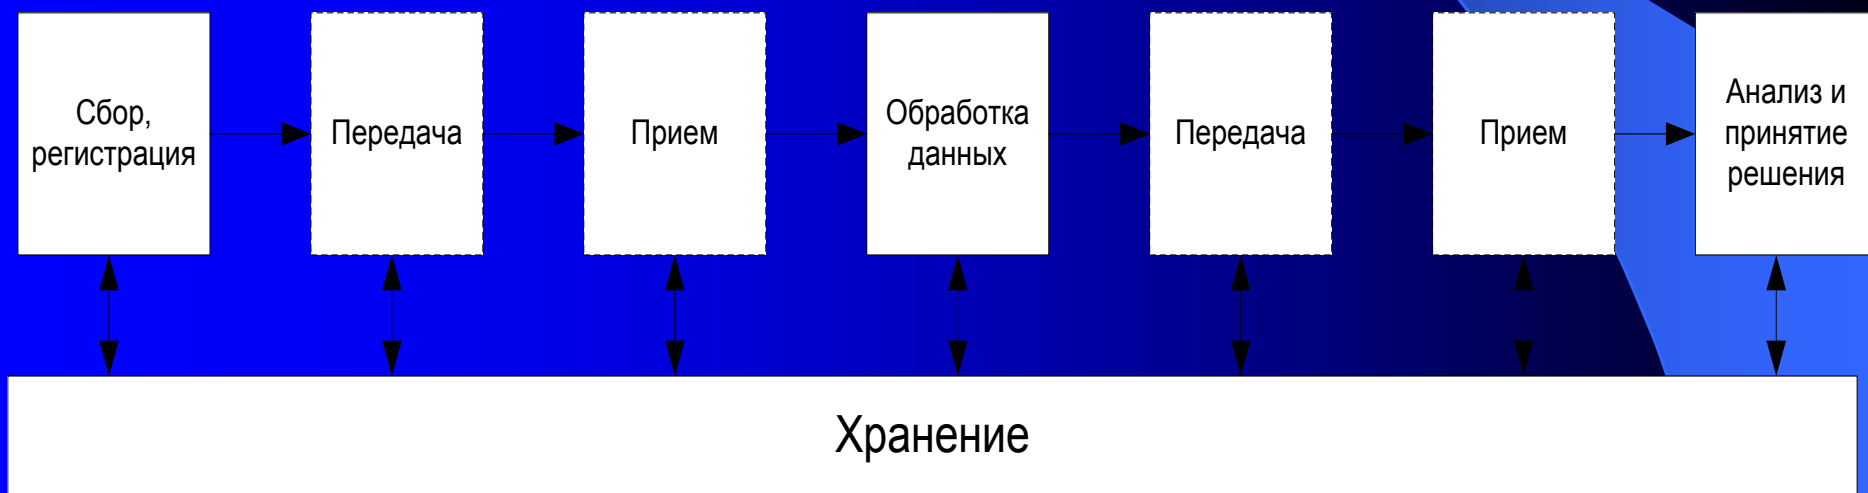 Сбор,
регистрация
Передача
Прием
Обработка
данных
Передача
Прием
Анализ и
принятие
решения
Хранение